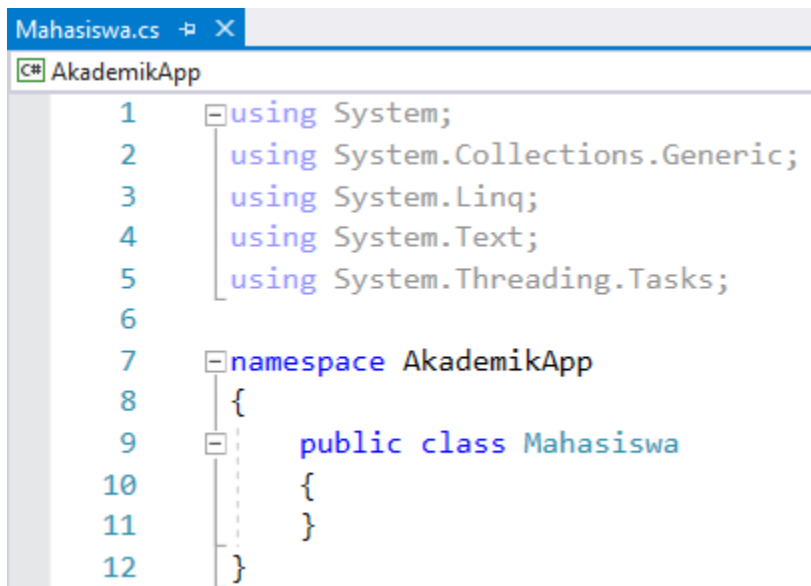 Mahasiswa.cs
C# AkademikApp
1 using System;
2 using System.Collections.Generic;
3 using System.Linq;
4 using System.Text;
5 using System.Threading.Tasks;
6
7 namespace AkademikApp
8 {
9 public class Mahasiswa
10 {
11 }
12 }